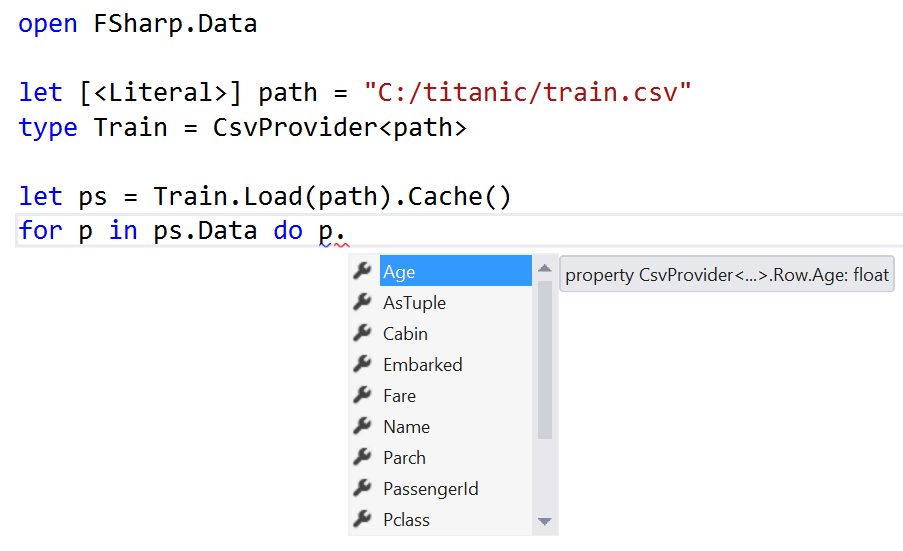 open FSharp.Data
let [<Literal>] path = "C:/titanic/train.csv"
type Train = CsvProvider<path>
let ps = Train.Load(path).Cache()
for p in ps.Data do p.
Age
property CsvProvider<...>.Row.Age: float
AsTuple
Cabin
Embarked
Fare
Name
Parch
PassengerId
Pclass